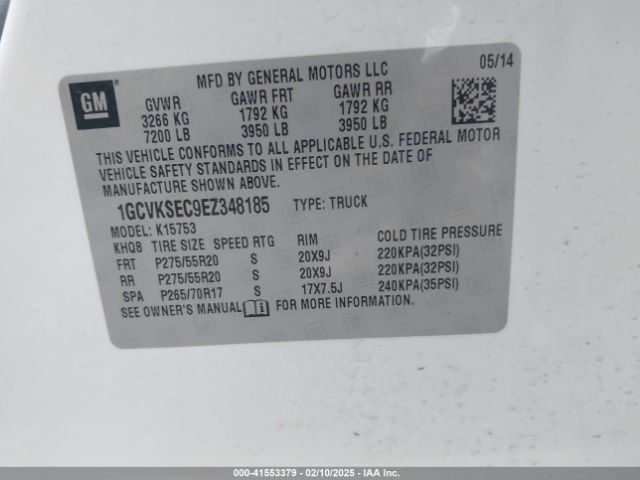 MFD BY GENERAL MOTORS LLC 05/14
GM
GVWR GAWR FRT GAWR RR
3266 KG 1792 KG 1792 KG
7200 LB 3950 LB 3950 LB
THIS VEHICLE CONFORMS TO ALL APPLICABLE U.S. FEDERAL MOTOR
VEHICLE SAFETY STANDARDS IN EFFECT ON THE DATE OF
MANUFACTURE SHOWN ABOVE.
1GCVKSEC9EZ348185 TYPE: TRUCK
MODEL: K15753
KHQ8 TIRE SIZE SPEED RTG RIM COLD TIRE PRESSURE
FRT P275/55R20 S 20X9J 220KPA(32PSI)
RR P275/55R20 S 20X9J 220KPA(32PSI)
SPA P265/70R17 S 17X7.5J 240KPA(35PSI)
SEE OWNER'S MANUAL FOR MORE INFORMATION.
000-41553379 - 02/10/2025 - IAAI.COM